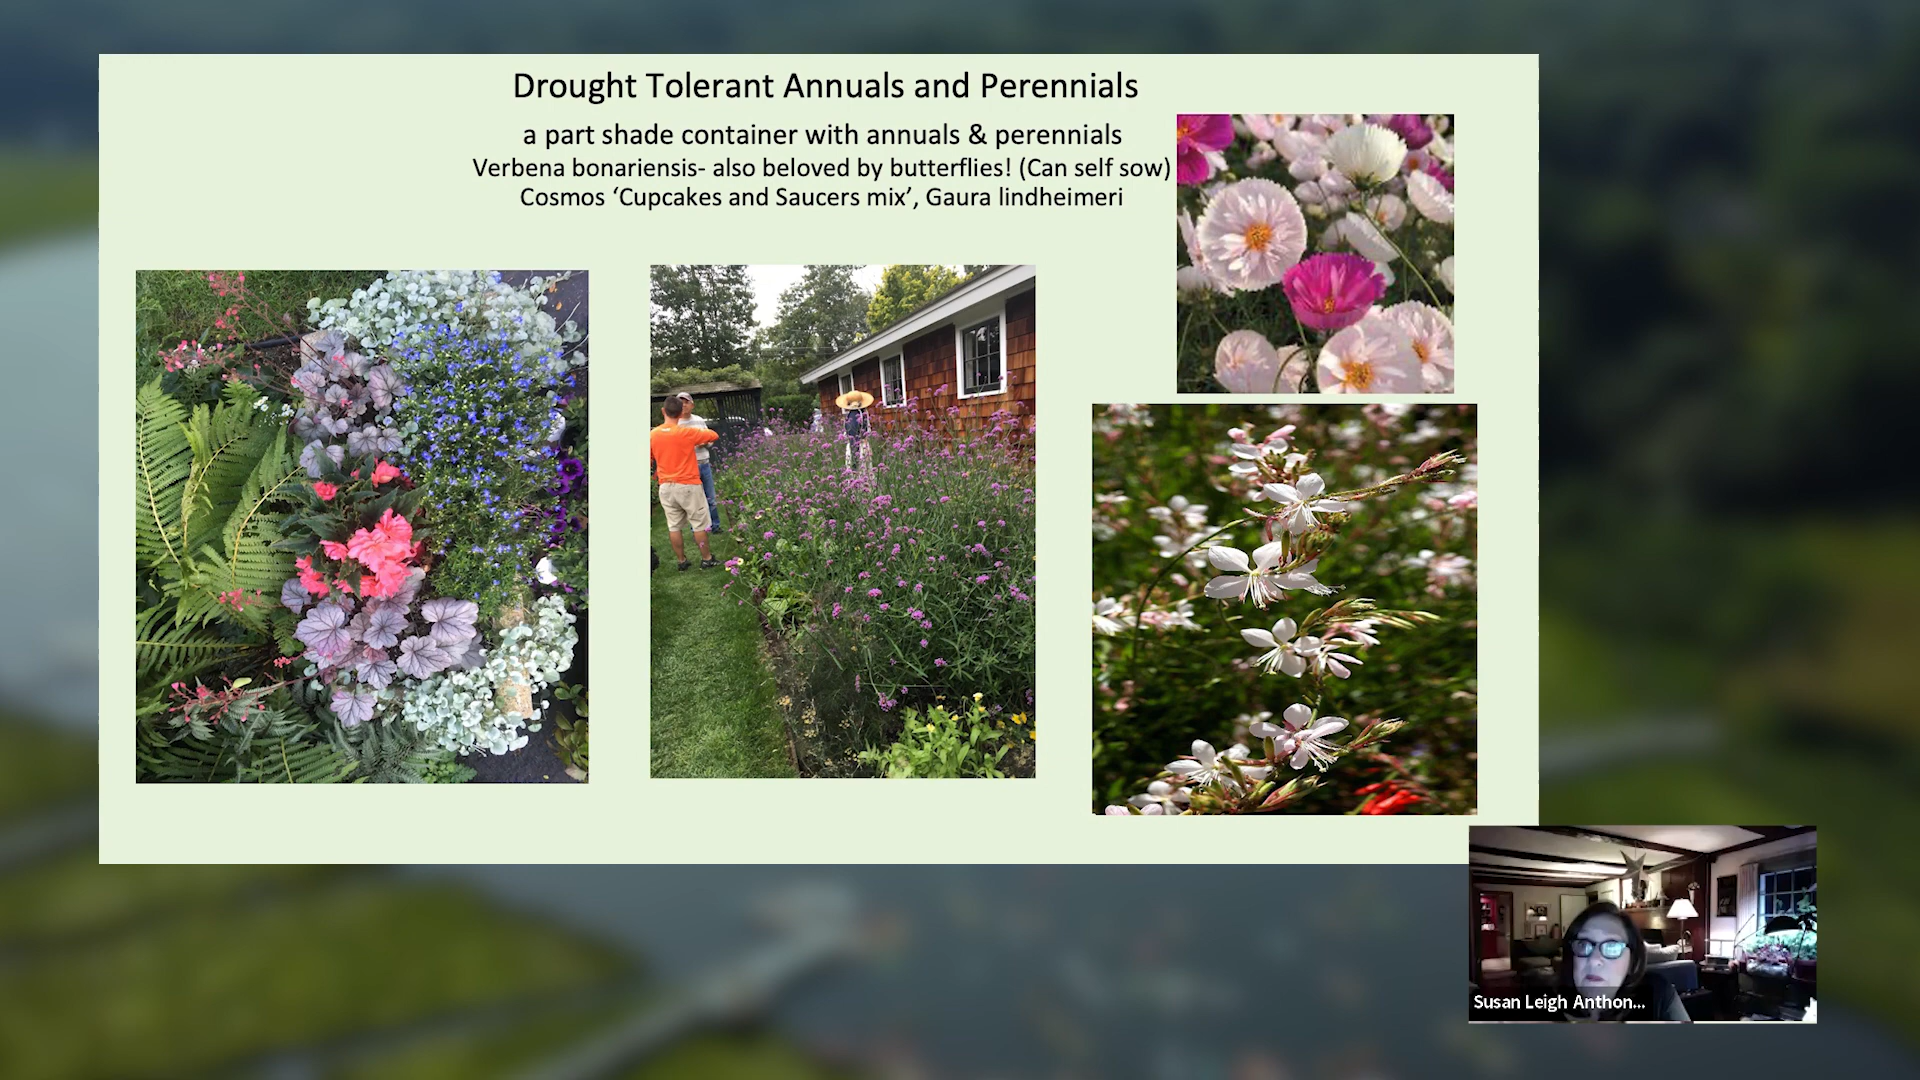 Drought Tolerant Annuals and Perennials
a part shade container with annuals & perennials
Verbena bonariensis- also beloved by butterflies! (Can self sow)
Cosmos ‘Cupcakes and Saucers mix’, Gaura lindheimeri
Susan Leigh Anthon...